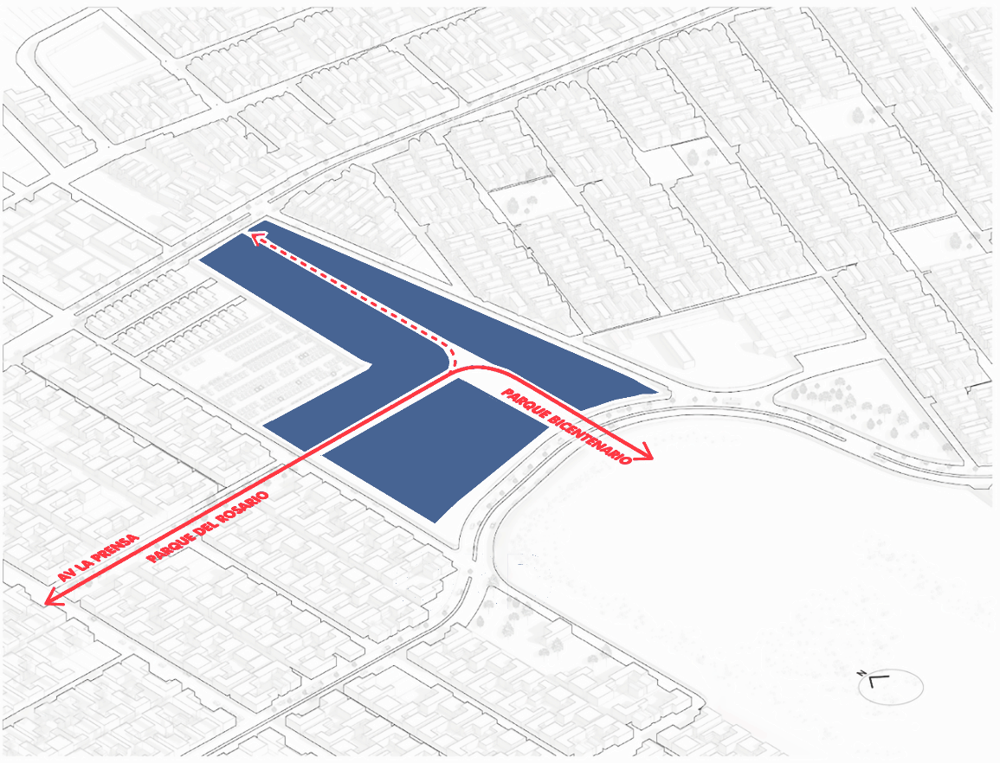 PARQUE BICENTENARIO
AV LA PRENSA
PARQUE DEL ROSARIO
N